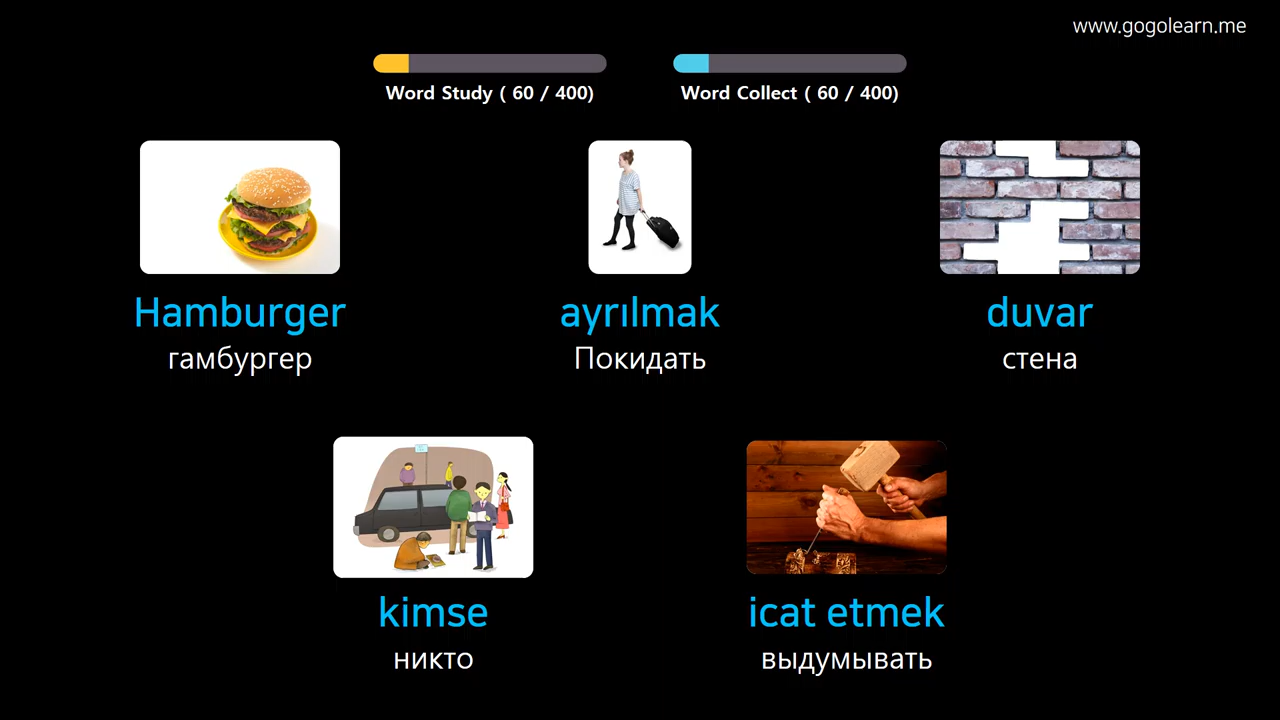 www.gogolearn.me
Word Study ( 60 / 400)
Word Collect ( 60 / 400)
Hamburger
гамбургер
ayrılmak
Покидать
duvar
стена
kimse
никто
icat etmek
выдумывать